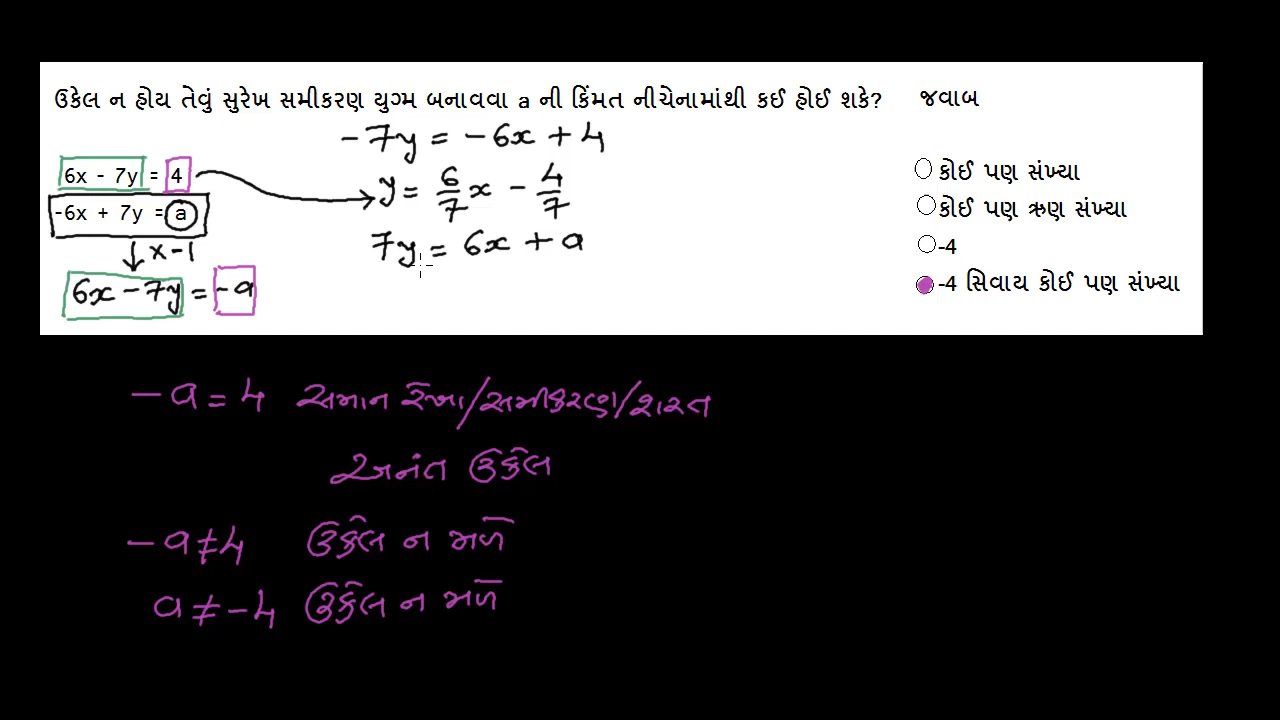 ઉકેલ ન હોય તેવું સુરેખ સમીકરણ યુગ્મ બનાવવા a ની કિંમત નીચેનામાંથી કઈ હોઈ શકે?
જવાબ
-7y = -6x + 4
6x - 7y = 4
y = 6/7 x - 4/7
-6x + 7y = a
7y = 6x + a
x -1
6x - 7y = -a
કોઈ પણ સંખ્યા
કોઈ પણ ઋણ સંખ્યા
-4
-4 સિવાય કોઈ પણ સંખ્યા
-a = 4 સમાન રેખા/સમીકરણ/શરત
અનંત ઉકેલ
-a ≠ 4 ઉકેલ ન મળે
a ≠ -4 ઉકેલ ન મળે